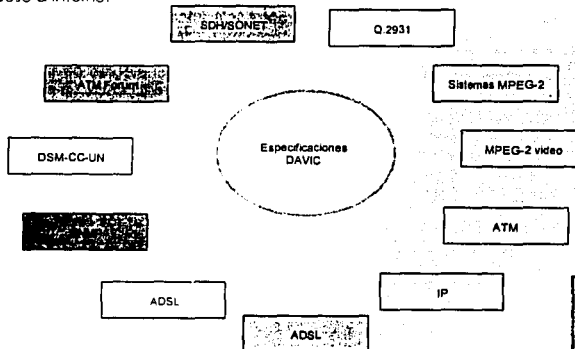 a Internet
SDH/SONET
Q.2931
ATM Forum
Sistemas MPEG-2
DSM-CC-UN
Especificaciones
DAVIC
MPEG-2 video
ATM
ADSL
IP
ADSL